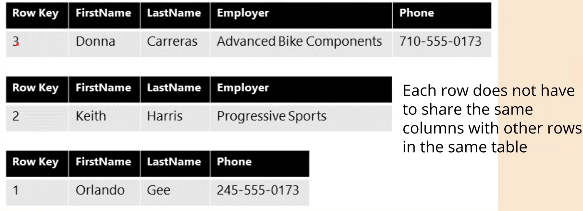 Row Key FirstName LastName Employer Phone
3 Donna Carreras Advanced Bike Components 710-555-0173
Row Key FirstName LastName Employer
2 Keith Harris Progressive Sports
Each row does not have
to share the same
columns with other rows
in the same table
Row Key FirstName LastName Phone
1 Orlando Gee 245-555-0173